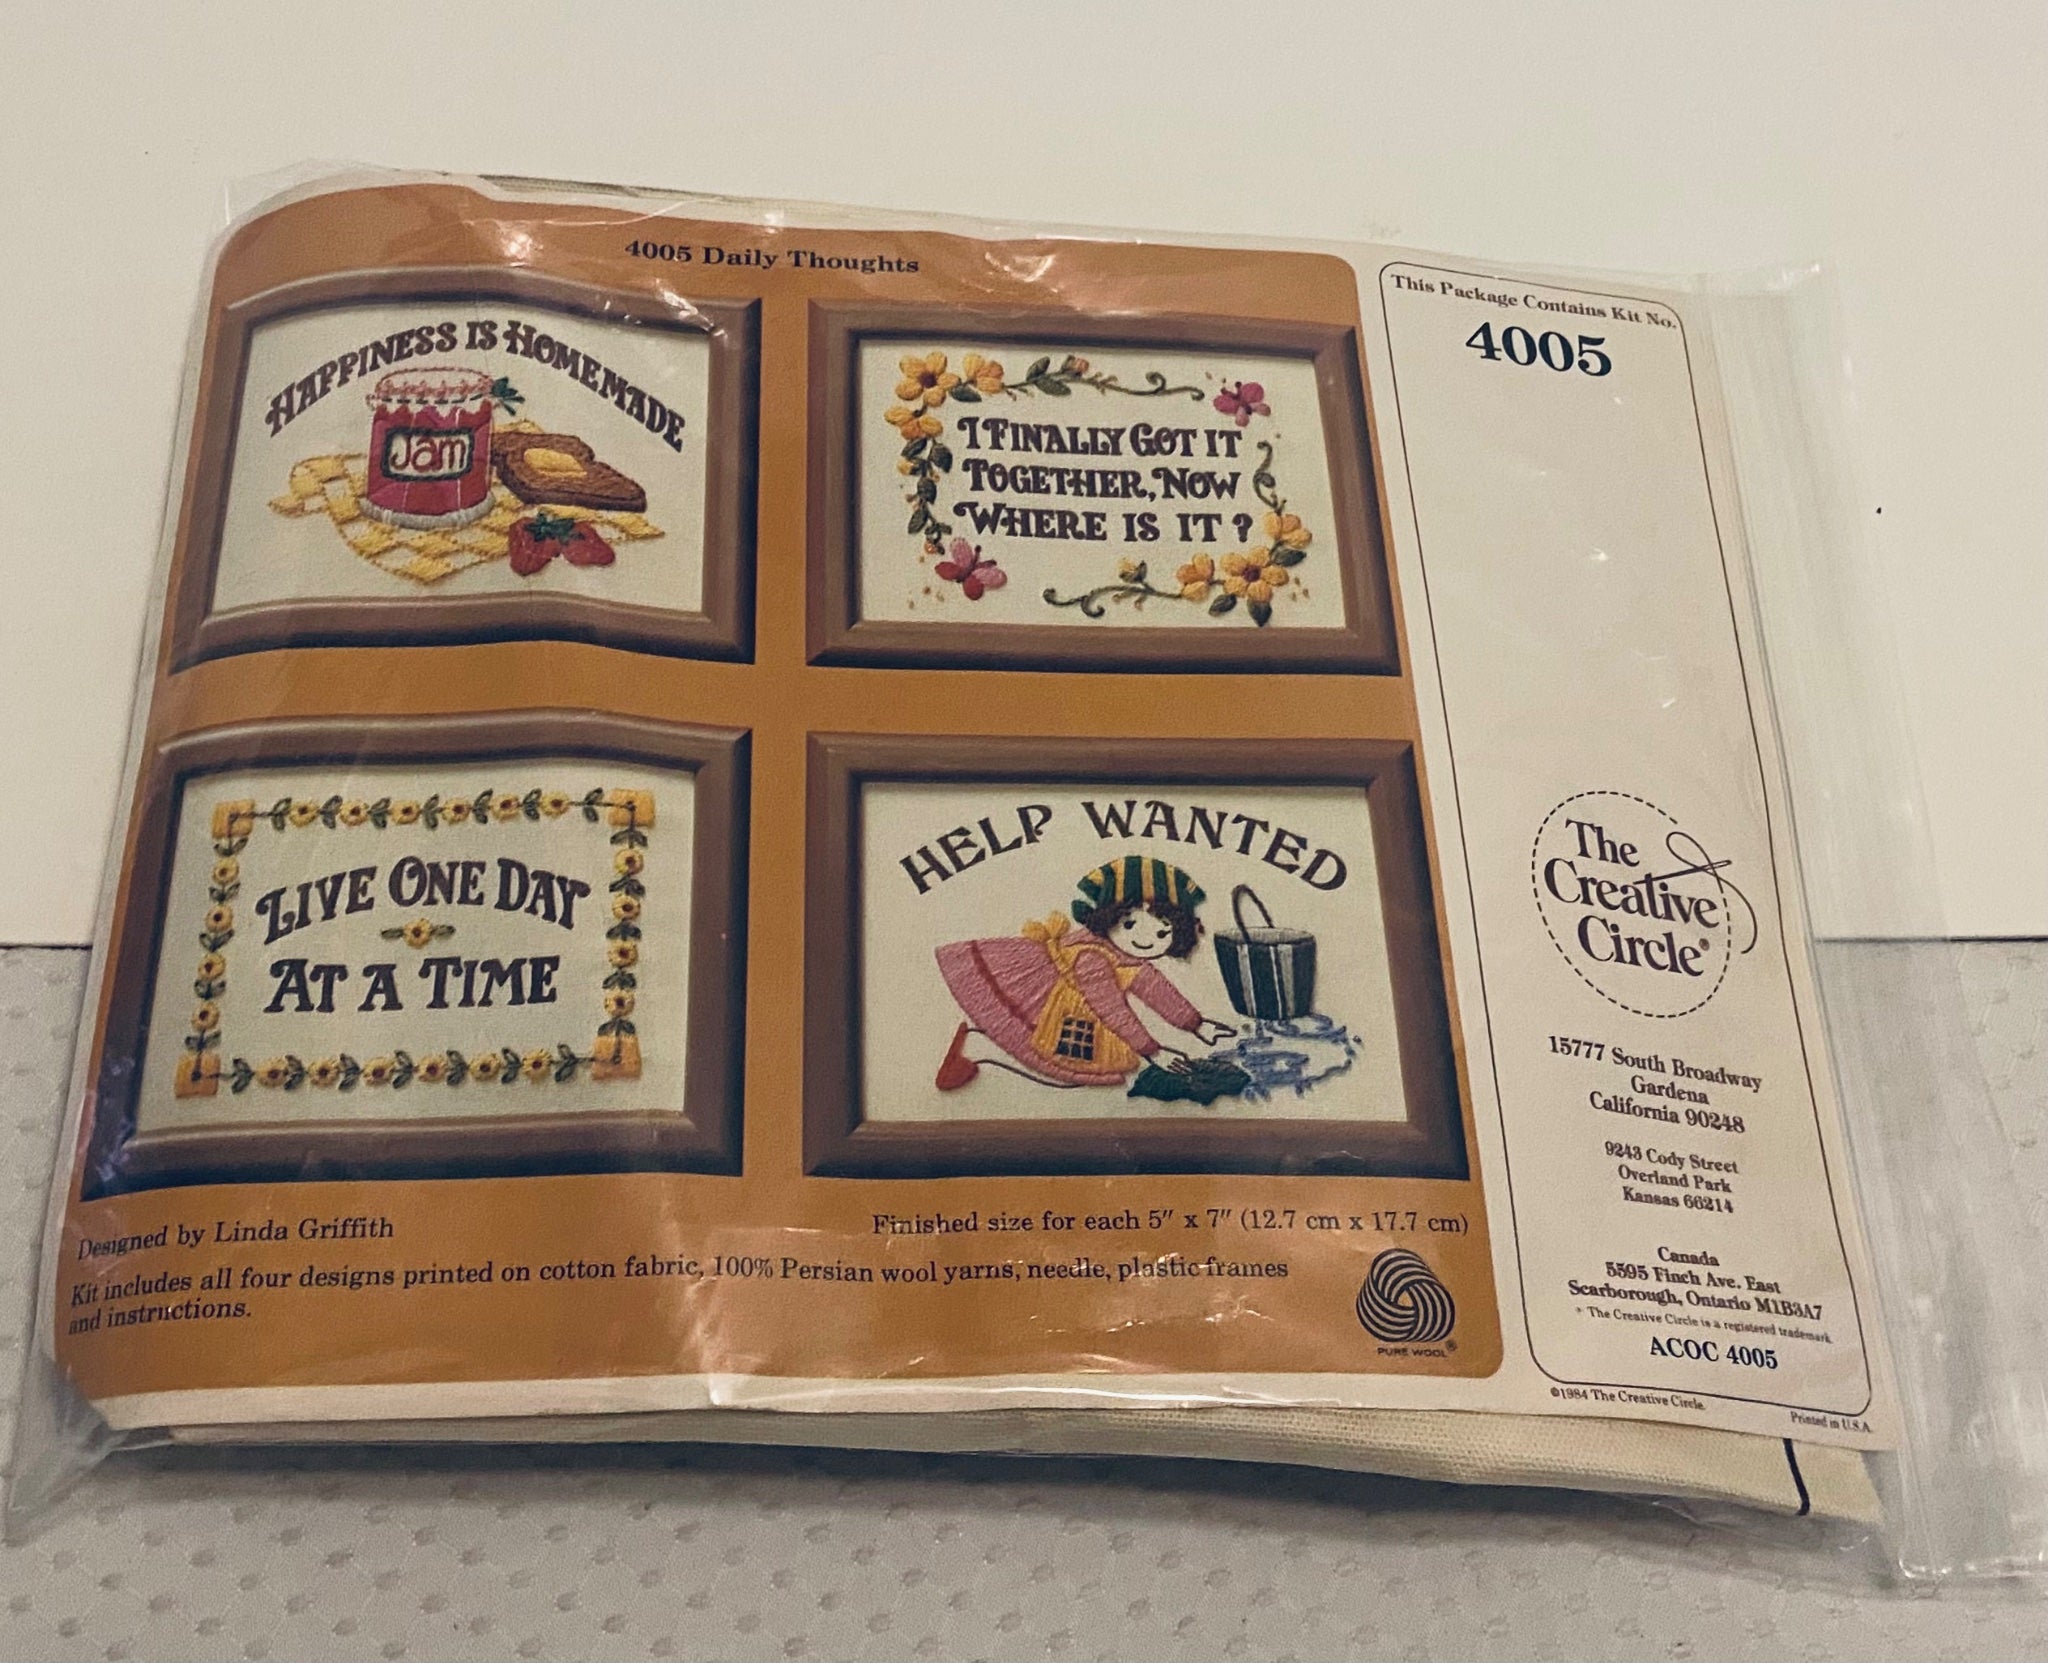 4005 Daily Thoughts
HAPPINESS IS HOMEMADE
Jam
I FINALLY GOT IT
TOGETHER, NOW
WHERE IS IT?
LIVE ONE DAY
AT A TIME
HELP WANTED
Designed by Linda Griffith
Finished size for each 5" x 7" (12.7 cm x 17.7 cm)
Kit includes all four designs printed on cotton fabric, 100% Persian wool yarns, needle, plastic frames
and instructions.
PURE WOOL®
This Package Contains Kit No.
4005
The
Creative
Circle®
15777 South Broadway
Gardena
California 90248
9243 Cody Street
Overland Park
Kansas 66214
Canada
5595 Finch Ave. East
Scarborough, Ontario M1B3A7
® The Creative Circle is a registered trademark.
ACOC 4005
©1984 The Creative Circle.
Printed in U.S.A.